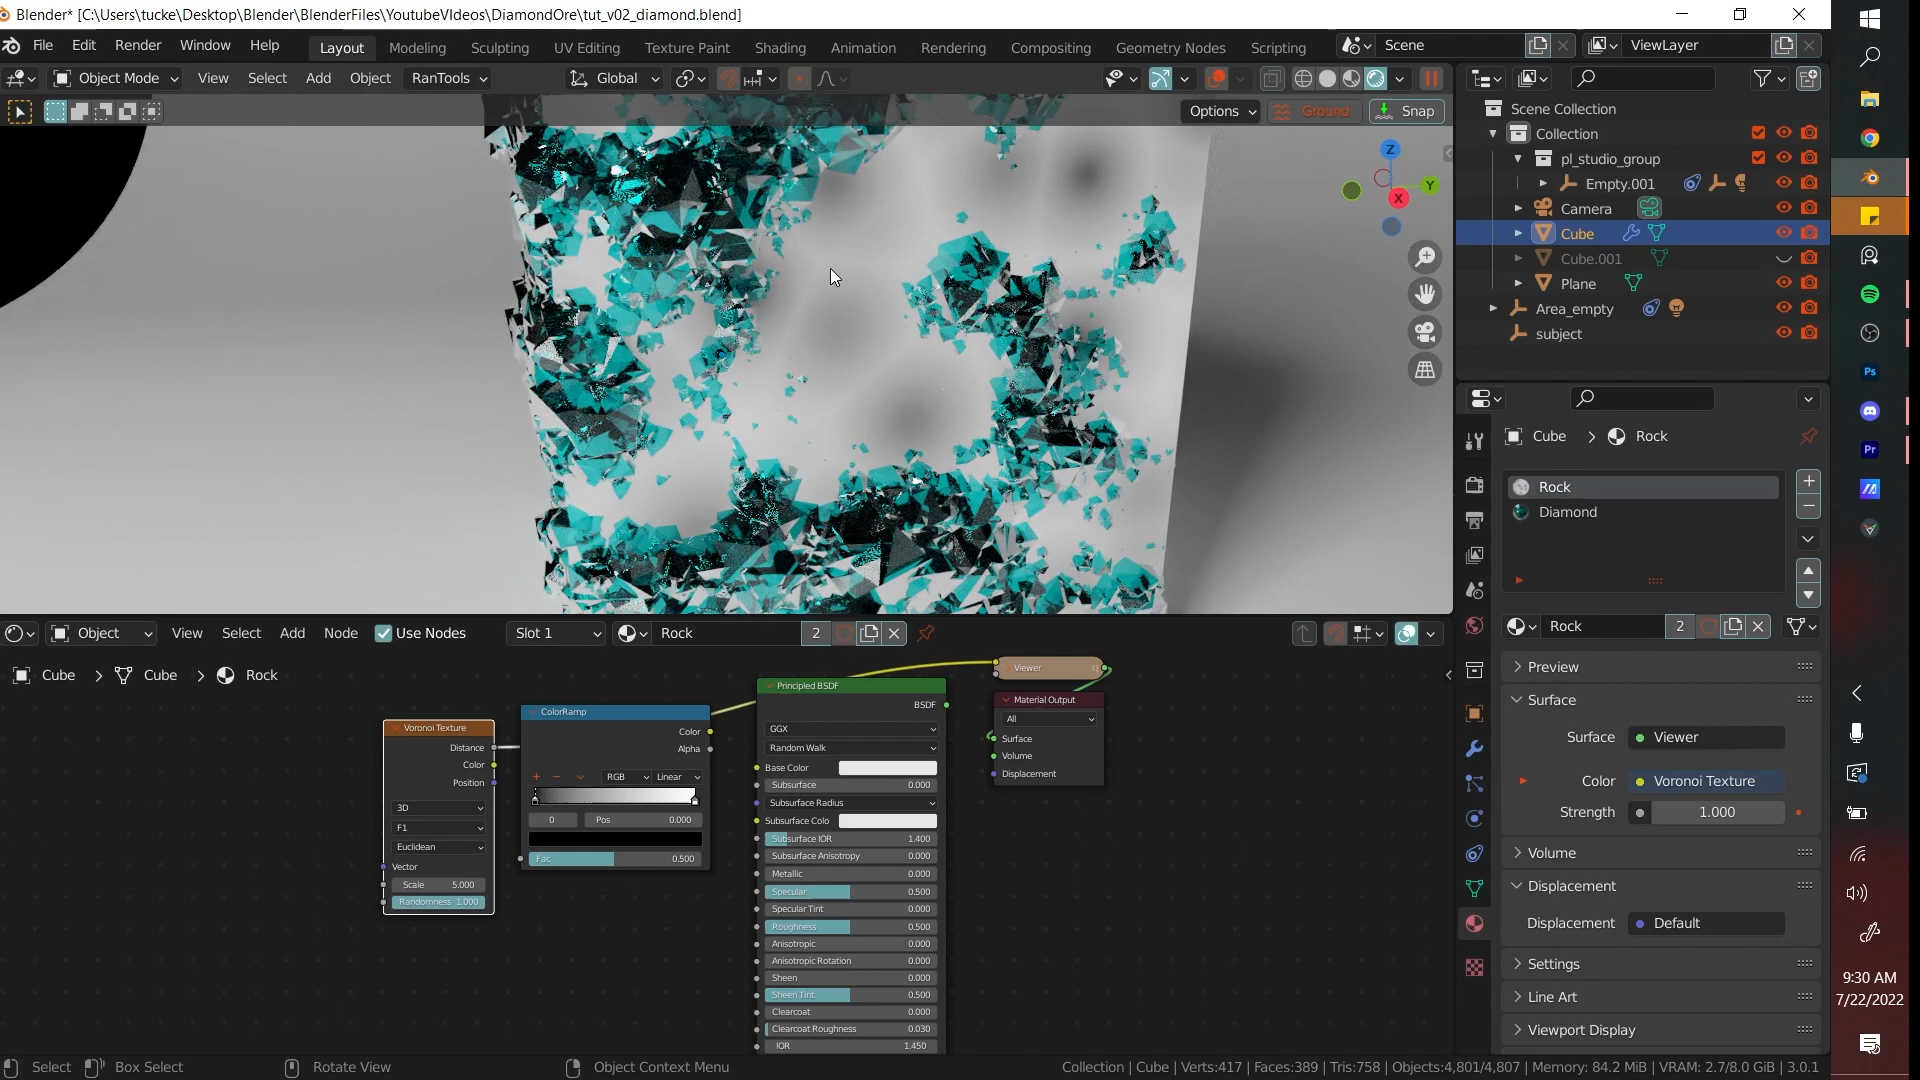 Blender* [C:\Users\tucke\Desktop\Blender\BlenderFiles\YoutubeVIdeos\DiamondOre\tut_v02_diamond.blend]
File Edit Render Window Help Layout Modeling Sculpting UV Editing Texture Paint Shading Animation Rendering Compositing Geometry Nodes Scripting Scene ViewLayer
Object Mode View Select Add Object RanTools Global
Options Ground Snap
Scene Collection
Collection
pl_studio_group
Empty.001
Camera
Cube
Cube.001
Plane
Area_empty
subject
Z
Y
X
Cube > Rock
Rock
Diamond
Rock 2
Preview
Surface
Surface Viewer
Color Voronoi Texture
Strength 1.000
Volume
Displacement
Displacement Default
Settings
Line Art
Viewport Display
Object View Select Add Node Use Nodes Slot 1 Rock 2
Cube > Cube > Rock
Voronoi Texture
Distance
Color
Position
3D
F1
Euclidean
Vector
Scale 5.000
Randomness 1.000
ColorRamp
Color
Alpha
RGB Linear
0 Pos 0.000
Fac 0.500
Principled BSDF
BSDF
GGX
Random Walk
Base Color
Subsurface 0.000
Subsurface Radius
Subsurface Colo
Subsurface IOR 1.400
Subsurface Anisotropy 0.000
Metallic 0.000
Specular 0.500
Specular Tint 0.000
Roughness 0.500
Anisotropic 0.000
Anisotropic Rotation 0.000
Sheen 0.000
Sheen Tint 0.500
Clearcoat 0.000
Clearcoat Roughness 0.030
IOR 1.450
Viewer
Material Output
All
Surface
Volume
Displacement
Ps
Pr
9:30 AM
7/22/2022
Select Box Select Rotate View Object Context Menu Collection | Cube | Verts:417 | Faces:389 | Tris:758 | Objects:4,801/4,807 | Memory: 84.2 MiB | VRAM: 2.7/8.0 GiB | 3.0.1